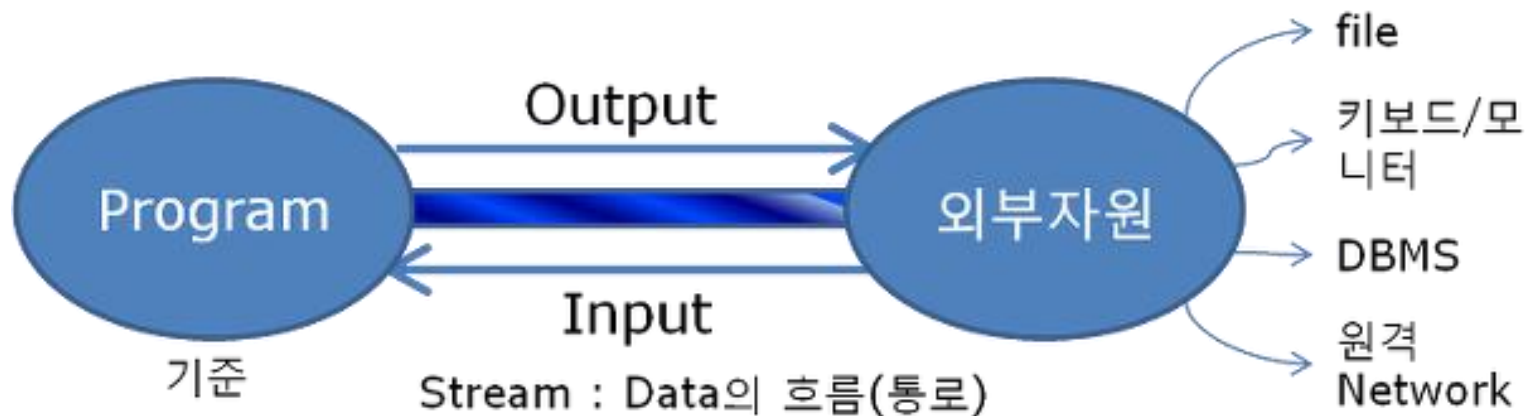 file
Output
키보드/모
니터
Program
외부자원
DBMS
Input
원격
Network
기준
Stream : Data의 흐름(통로)